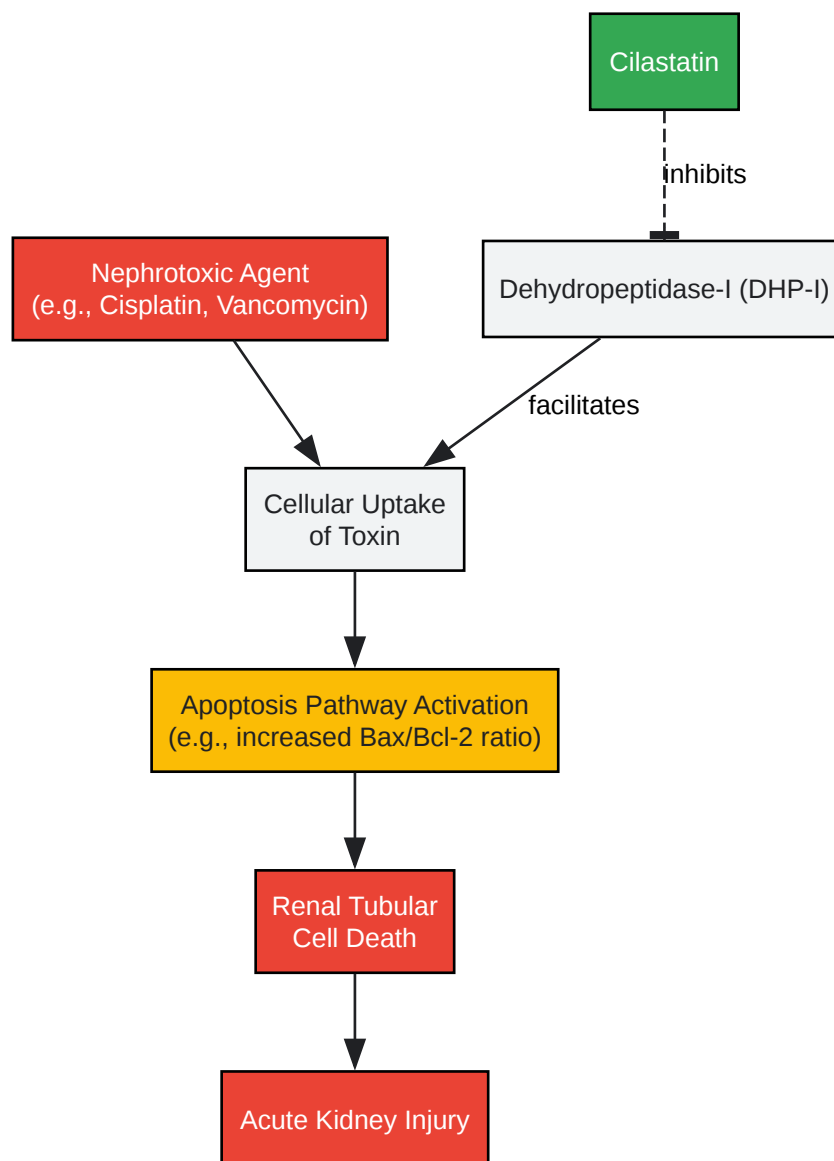 Cilastatin
inhibits
Nephrotoxic Agent
(e.g., Cisplatin, Vancomycin)
Dehydropeptidase-I (DHP-I)
facilitates
Cellular Uptake
of Toxin
Apoptosis Pathway Activation
(e.g., increased Bax/Bcl-2 ratio)
Renal Tubular
Cell Death
Acute Kidney Injury